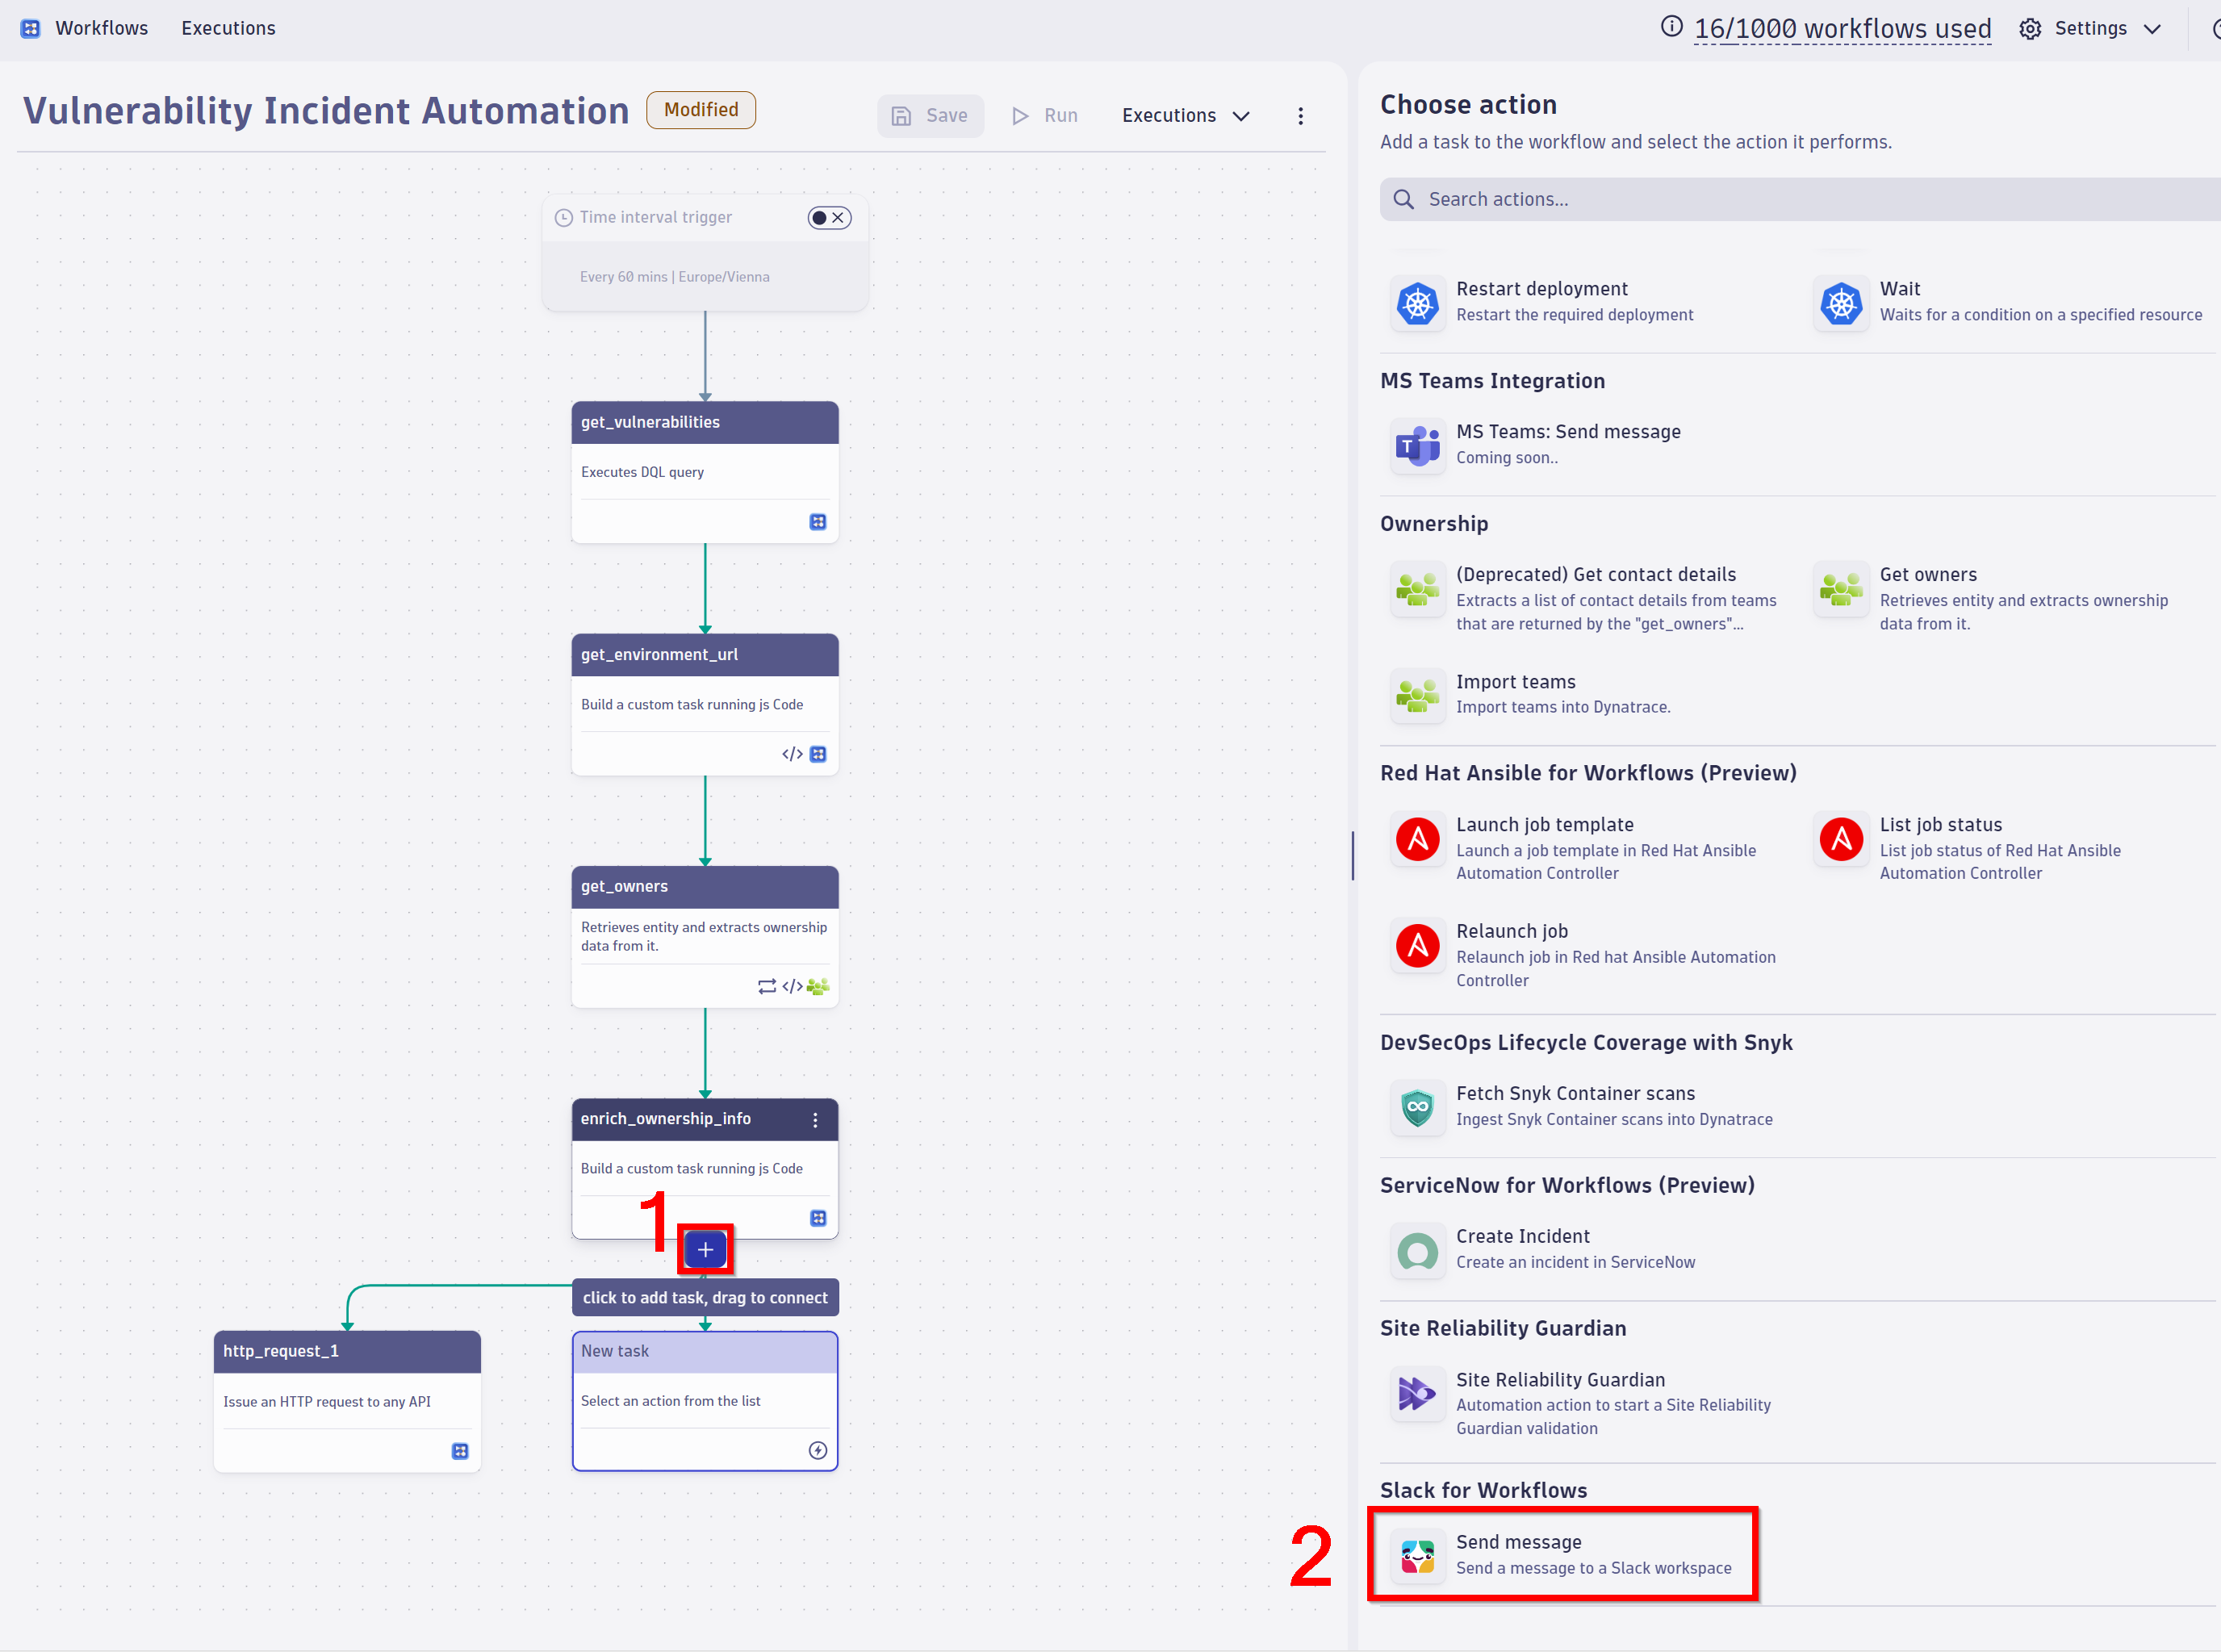 Workflows
Executions
16/1000 workflows used
Settings
Vulnerability Incident Automation
Modified
Save
Run
Executions
Time interval trigger
Every 60 mins | Europe/Vienna
get_vulnerabilities
Executes DQL query
get_environment_url
Build a custom task running js Code
</>
get_owners
Retrieves entity and extracts ownership
data from it.
</>
enrich_ownership_info
Build a custom task running js Code
1
+
click to add task, drag to connect
http_request_1
Issue an HTTP request to any API
New task
Select an action from the list
Choose action
Add a task to the workflow and select the action it performs.
Search actions...
Restart deployment
Restart the required deployment
Wait
Waits for a condition on a specified resource
MS Teams Integration
T
MS Teams: Send message
Coming soon..
Ownership
(Deprecated) Get contact details
Extracts a list of contact details from teams
that are returned by the "get_owners"...
Get owners
Retrieves entity and extracts ownership
data from it.
Import teams
Import teams into Dynatrace.
Red Hat Ansible for Workflows (Preview)
Launch job template
Launch a job template in Red Hat Ansible
Automation Controller
List job status
List job status of Red Hat Ansible
Automation Controller
Relaunch job
Relaunch job in Red hat Ansible Automation
Controller
DevSecOps Lifecycle Coverage with Snyk
Fetch Snyk Container scans
Ingest Snyk Container scans into Dynatrace
ServiceNow for Workflows (Preview)
Create Incident
Create an incident in ServiceNow
Site Reliability Guardian
Site Reliability Guardian
Automation action to start a Site Reliability
Guardian validation
Slack for Workflows
2
Send message
Send a message to a Slack workspace